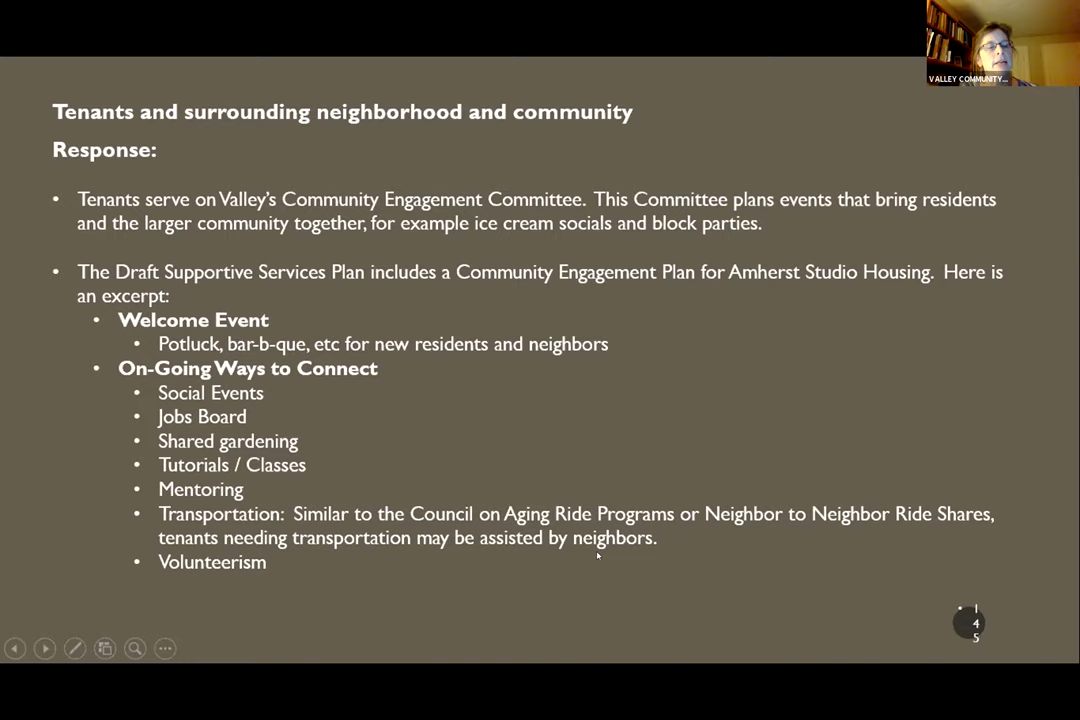 VALLEY COMMUNITY...
Tenants and surrounding neighborhood and community
Response:
• Tenants serve on Valley's Community Engagement Committee. This Committee plans events that bring residents
and the larger community together, for example ice cream socials and block parties.
• The Draft Supportive Services Plan includes a Community Engagement Plan for Amherst Studio Housing. Here is
an excerpt:
• Welcome Event
• Potluck, bar-b-que, etc for new residents and neighbors
• On-Going Ways to Connect
• Social Events
• Jobs Board
• Shared gardening
• Tutorials / Classes
• Mentoring
• Transportation: Similar to the Council on Aging Ride Programs or Neighbor to Neighbor Ride Shares,
tenants needing transportation may be assisted by neighbors.
• Volunteerism
• 1
4
5